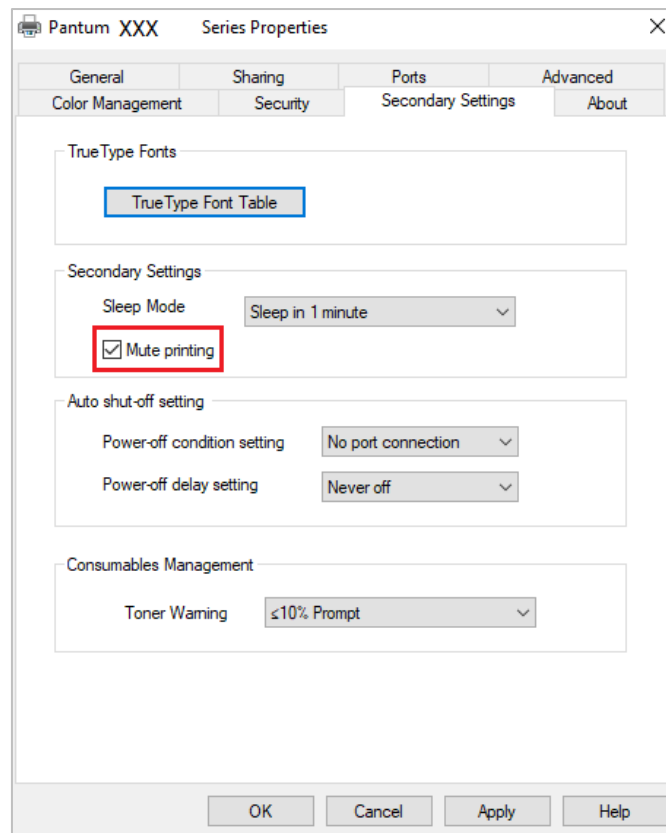 Pantum XXX Series Properties
General Sharing Ports Advanced
Color Management Security Secondary Settings About
TrueType Fonts
TrueType Font Table
Secondary Settings
Sleep Mode Sleep in 1 minute
Mute printing
Auto shut-off setting
Power-off condition setting No port connection
Power-off delay setting Never off
Consumables Management
Toner Warning ≤10% Prompt
OK Cancel Apply Help